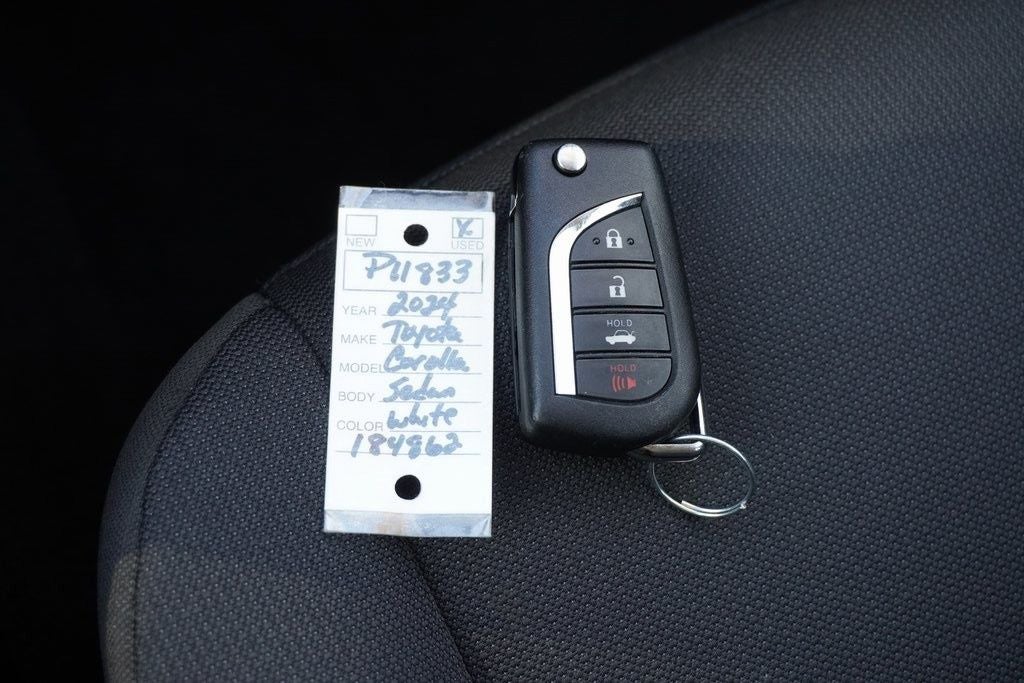 X
NEW USED
P11833
YEAR 2024
MAKE Toyota
MODEL Corolla
BODY Sedan
COLOR White
184862
HOLD
HOLD